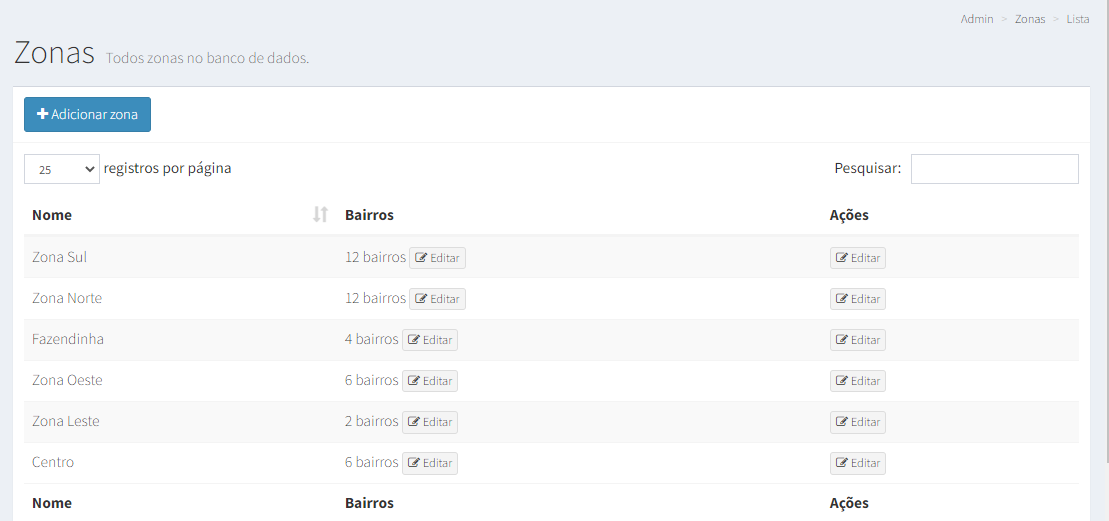 Admin > Zonas > Lista
Zonas Todos zonas no banco de dados.
Adicionar zona
25 registros por página Pesquisar:
Nome Bairros Ações
Zona Sul 12 bairros Editar Editar
Zona Norte 12 bairros Editar Editar
Fazendinha 4 bairros Editar Editar
Zona Oeste 6 bairros Editar Editar
Zona Leste 2 bairros Editar Editar
Centro 6 bairros Editar Editar
Nome Bairros Ações